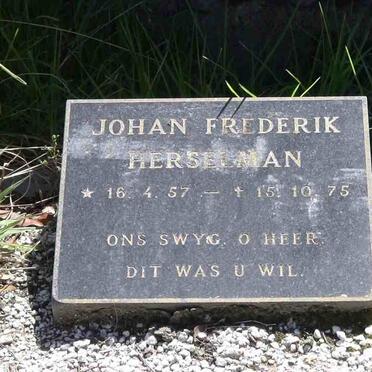 JOHAN FREDERIK
HERSELMAN
★ 16. 4. 57 — ✝ 15. 10. 75
ONS SWYG. O HEER.
DIT WAS U WIL.